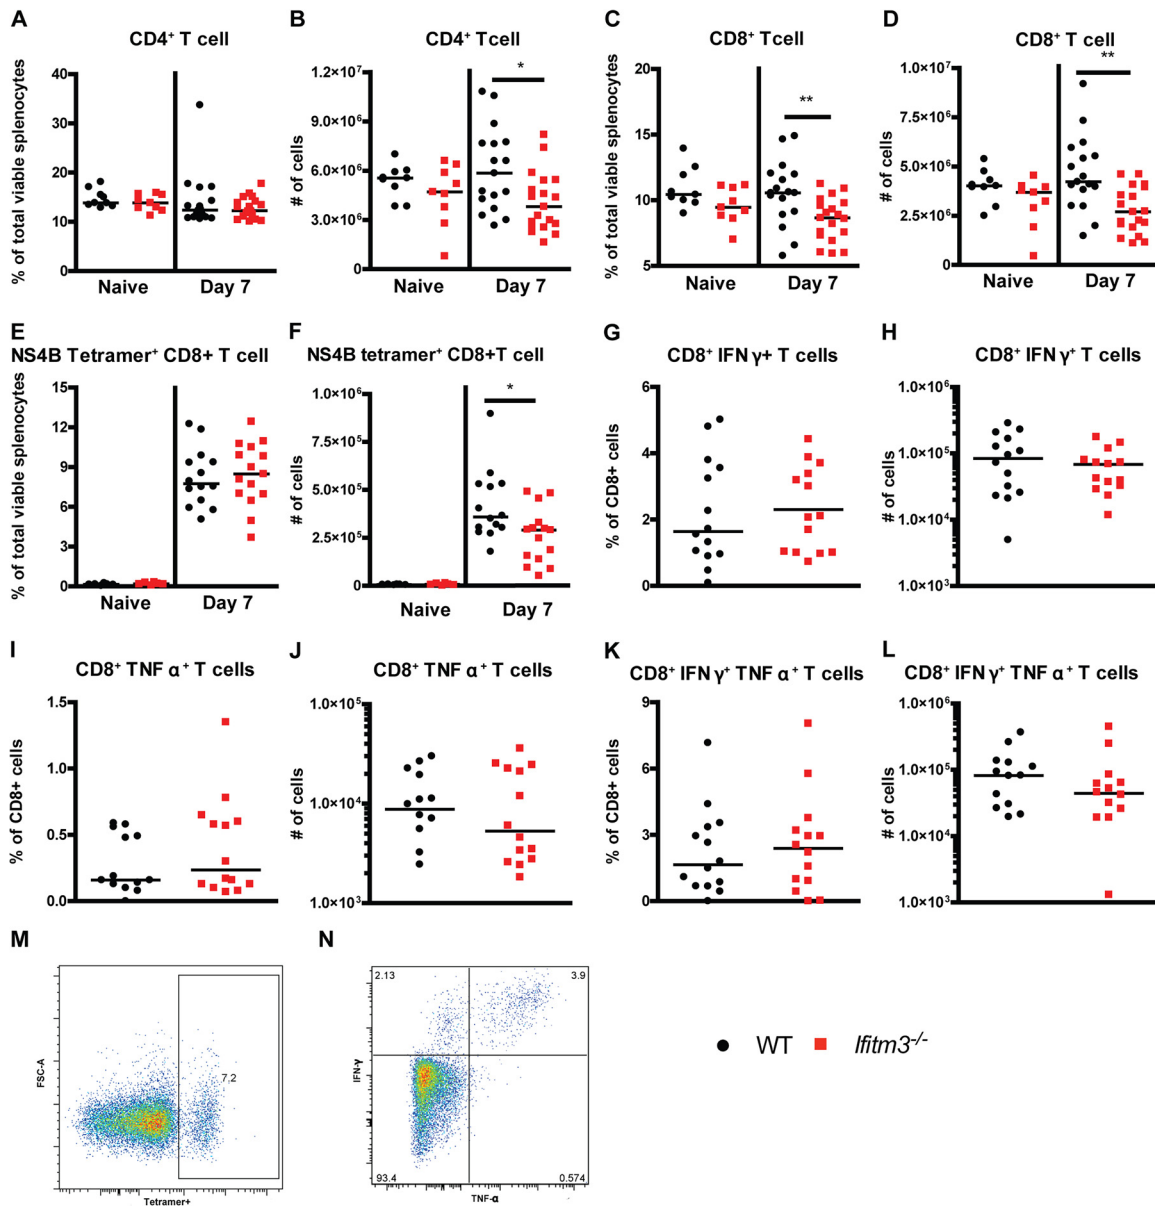 A
CD4⁺ T cell
% of total viable splenocytes
40
30
20
10
0
Naive
Day 7
B
CD4⁺ Tcell
# of cells
1.2×10⁷
9.0×10⁶
6.0×10⁶
3.0×10⁶
0
*
Naive
Day 7
C
CD8⁺ Tcell
% of total viable splenocytes
20
15
10
5
**
Naive
Day 7
D
CD8⁺ T cell
# of cells
1.0×10⁷
7.5×10⁶
5.0×10⁶
2.5×10⁶
0
**
Naive
Day 7
E
NS4B Tetramer⁺ CD8+ T cell
% of total viable splenocytes
15
12
9
6
3
0
Naive
Day 7
F
NS4B tetramer⁺ CD8+T cell
# of cells
1.0×10⁶
7.5×10⁵
5.0×10⁵
2.5×10⁵
0
*
Naive
Day 7
G
CD8⁺ IFN γ+ T cells
% of CD8+ cells
6
4
2
0
H
CD8⁺ IFN γ⁺ T cells
# of cells
1.0×10⁶
1.0×10⁵
1.0×10⁴
1.0×10³
I
CD8⁺ TNF α⁺ T cells
% of CD8+ cells
1.5
1.0
0.5
0.0
J
CD8⁺ TNF α⁺ T cells
# of cells
1.0×10⁵
1.0×10⁴
1.0×10³
K
CD8⁺ IFN γ⁺ TNF α⁺ T cells
% of CD8+ cells
9
6
3
0
L
CD8⁺ IFN γ⁺ TNF α⁺ T cells
# of cells
1.0×10⁶
1.0×10⁵
1.0×10⁴
1.0×10³
M
FSC-A
7.2
Tetramer+
N
IFN-γ
2.13
3.9
93.4
0.574
TNF-α
WT
Ifitm3⁻/⁻